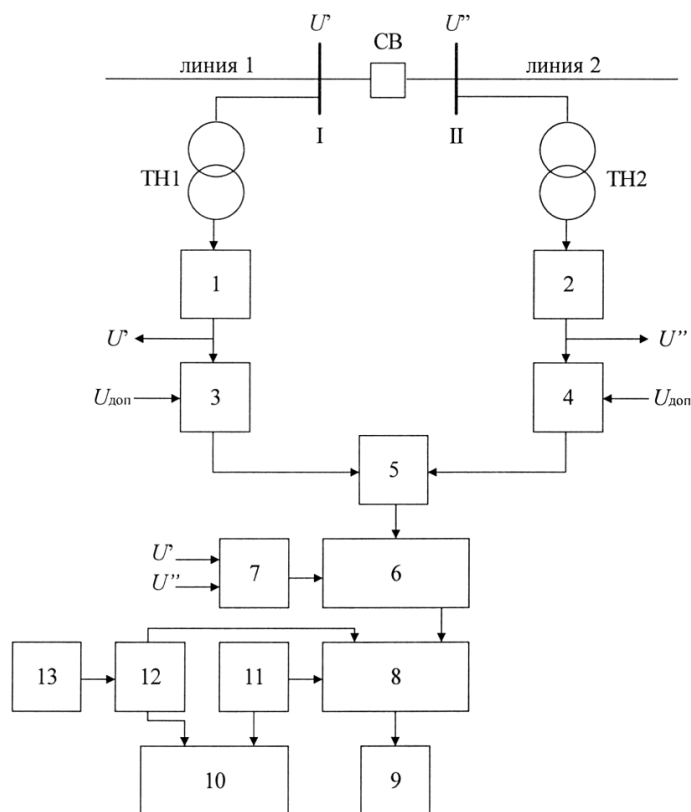 U’ U”
СВ
линия 1 линия 2
I II
ТН1 ТН2
1 2
U’ U”
Uдоп 3 4 Uдоп
5
U’
U” 7 6
13 12 11 8
10 9